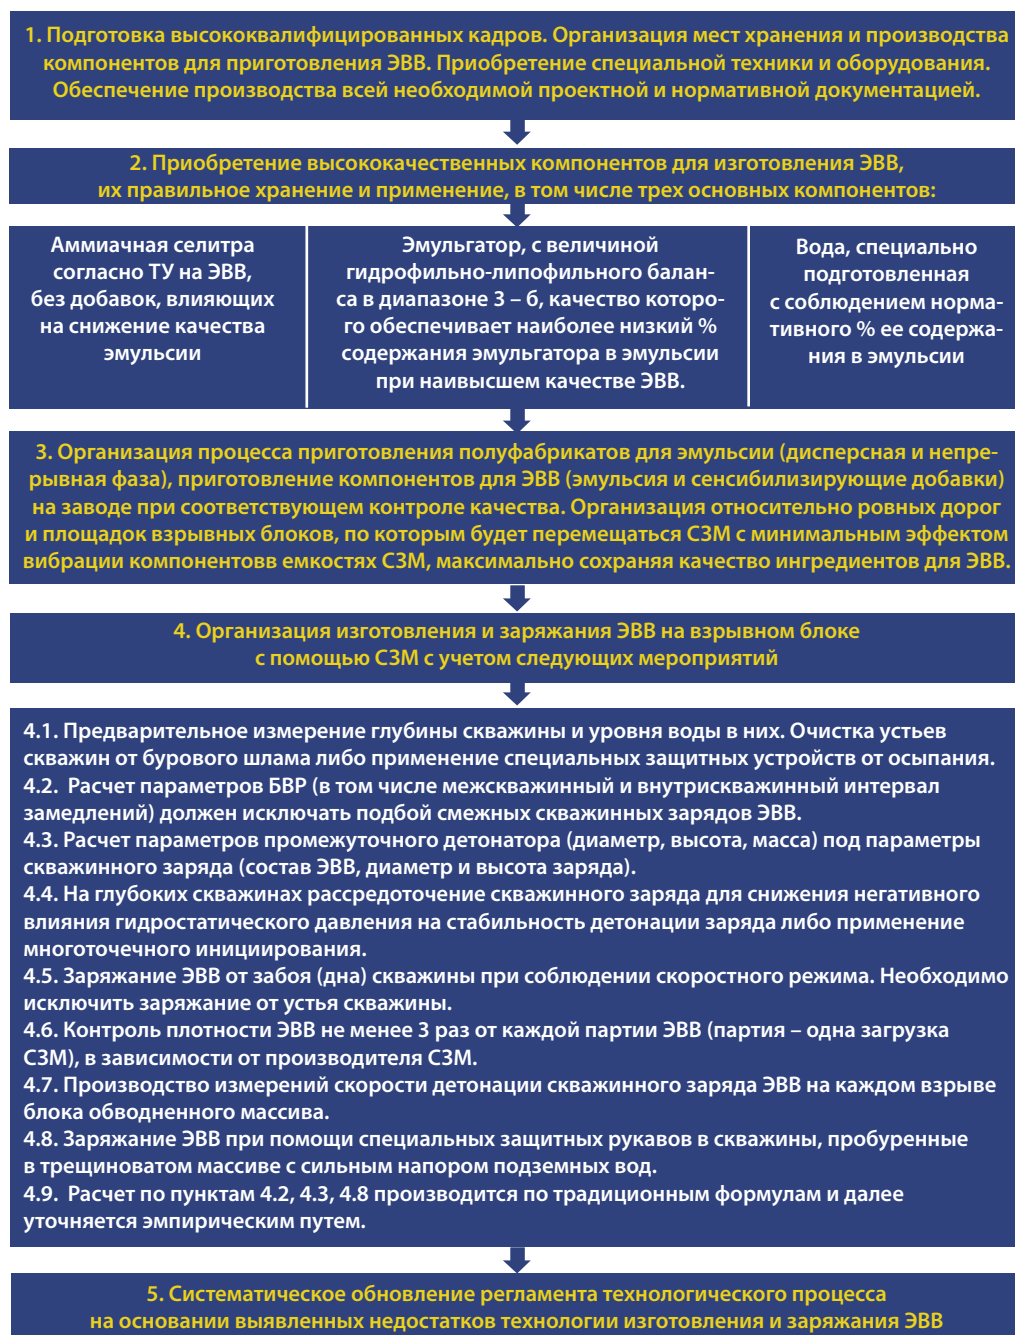 1. Подготовка высококвалифицированных кадров. Организация мест хранения и производства
компонентов для приготовления ЭВВ. Приобретение специальной техники и оборудования.
Обеспечение производства всей необходимой проектной и нормативной документацией.
2. Приобретение высококачественных компонентов для изготовления ЭВВ,
их правильное хранение и применение, в том числе трех основных компонентов:
Аммиачная селитра
согласно ТУ на ЭВВ,
без добавок, влияющих
на снижение качества
эмульсии
Эмульгатор, с величиной
гидрофильно-липофильного балан-
са в диапазоне 3 – б, качество которо-
го обеспечивает наиболее низкий %
содержания эмульгатора в эмульсии
при наивысшем качестве ЭВВ.
Вода, специально
подготовленная
с соблюдением норма-
тивного % ее содержа-
ния в эмульсии
3. Организация процесса приготовления полуфабрикатов для эмульсии (дисперсная и непре-
рывная фаза), приготовление компонентов для ЭВВ (эмульсия и сенсибилизирующие добавки)
на заводе при соответствующем контроле качества. Организация относительно ровных дорог
и площадок взрывных блоков, по которым будет перемещаться СЗМ с минимальным эффектом
вибрации компонентовв емкостях СЗМ, максимально сохраняя качество ингредиентов для ЭВВ.
4. Организация изготовления и заряжания ЭВВ на взрывном блоке
с помощью СЗМ с учетом следующих мероприятий
4.1. Предварительное измерение глубины скважины и уровня воды в них. Очистка устьев
скважин от бурового шлама либо применение специальных защитных устройств от осыпания.
4.2. Расчет параметров БВР (в том числе межскважинный и внутрискважинный интервал
замедлений) должен исключать подбой смежных скважинных зарядов ЭВВ.
4.3. Расчет параметров промежуточного детонатора (диаметр, высота, масса) под параметры
скважинного заряда (состав ЭВВ, диаметр и высота заряда).
4.4. На глубоких скважинах рассредоточение скважинного заряда для снижения негативного
влияния гидростатического давления на стабильность детонации заряда либо применение
многоточечного инициирования.
4.5. Заряжание ЭВВ от забоя (дна) скважины при соблюдении скоростного режима. Необходимо
исключить заряжание от устья скважины.
4.6. Контроль плотности ЭВВ не менее 3 раз от каждой партии ЭВВ (партия – одна загрузка
СЗМ), в зависимости от производителя СЗМ.
4.7. Производство измерений скорости детонации скважинного заряда ЭВВ на каждом взрыве
блока обводненного массива.
4.8. Заряжание ЭВВ при помощи специальных защитных рукавов в скважины, пробуренные
в трещиноватом массиве с сильным напором подземных вод.
4.9. Расчет по пунктам 4.2, 4.3, 4.8 производится по традиционным формулам и далее
уточняется эмпирическим путем.
5. Систематическое обновление регламента технологического процесса
на основании выявленных недостатков технологии изготовления и заряжания ЭВВ